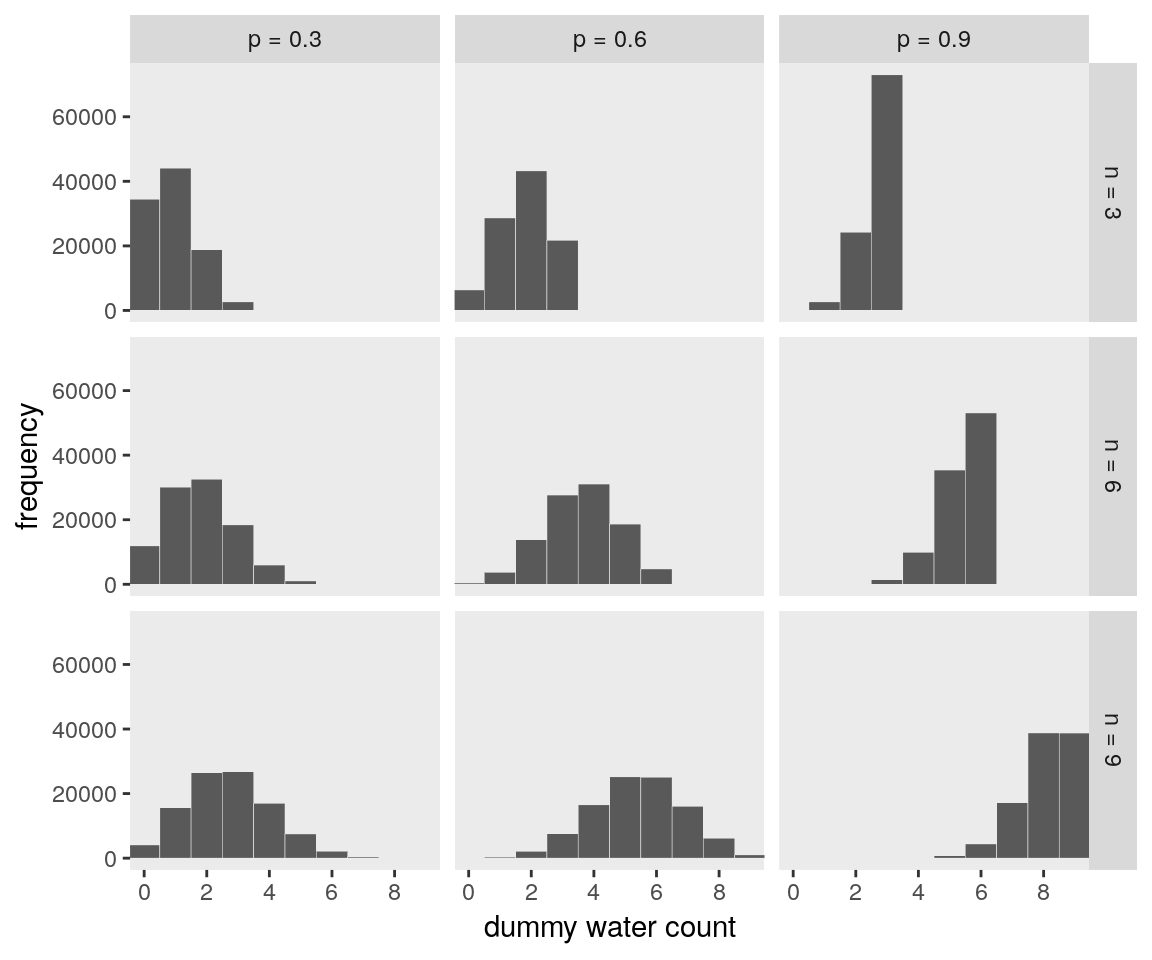 p = 0.3
p = 0.6
p = 0.9
60000
40000
20000
0
n = 3
60000
40000
20000
0
n = 6
60000
40000
20000
0
n = 9
0 2 4 6 8
0 2 4 6 8
0 2 4 6 8
frequency
dummy water count